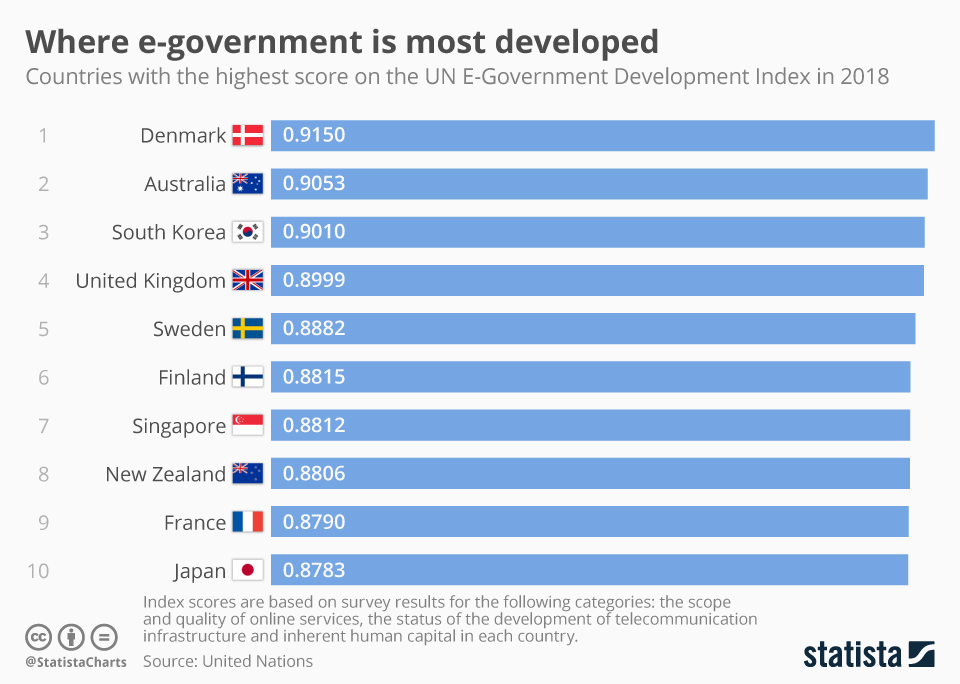 Where e-government is most developed
Countries with the highest score on the UN E-Government Development Index in 2018
1 Denmark 0.9150
2 Australia 0.9053
3 South Korea 0.9010
4 United Kingdom 0.8999
5 Sweden 0.8882
6 Finland 0.8815
7 Singapore 0.8812
8 New Zealand 0.8806
9 France 0.8790
10 Japan 0.8783
Index scores are based on survey results for the following categories: the scope
and quality of online services, the status of the development of telecommunication
infrastructure and inherent human capital in each country.
cc
@StatistaCharts Source: United Nations
statista